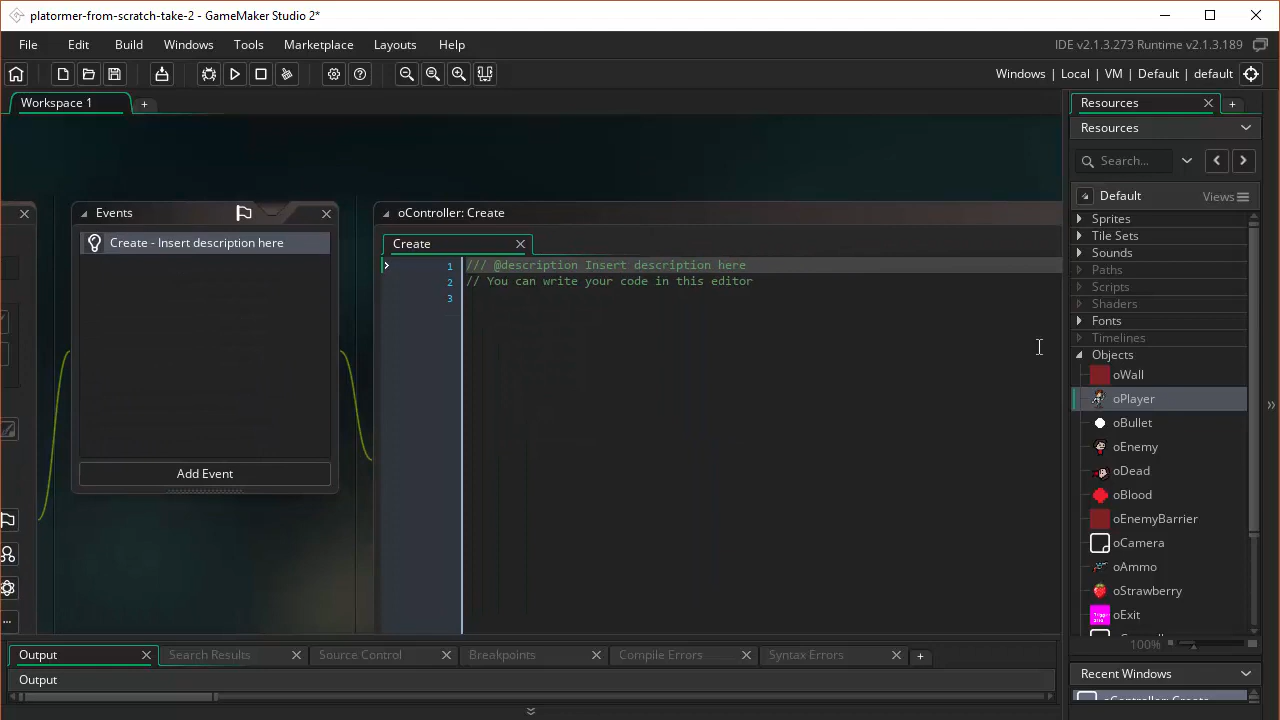 platormer-from-scratch-take-2 - GameMaker Studio 2*
File Edit Build Windows Tools Marketplace Layouts Help
IDE v2.1.3.273 Runtime v2.1.3.189
Windows | Local | VM | Default | default
Workspace 1
+
Events
Create - Insert description here
Add Event
oController: Create
Create
1 /// @description Insert description here
2 // You can write your code in this editor
3
Resources
+
Resources
Search...
Default
Views
Sprites
Tile Sets
Sounds
Paths
Scripts
Shaders
Fonts
Timelines
Objects
oWall
oPlayer
oBullet
oEnemy
oDead
oBlood
oEnemyBarrier
oCamera
oAmmo
oStrawberry
oExit
100%
Recent Windows
oController: Create
Output
Search Results
Source Control
Breakpoints
Compile Errors
Syntax Errors
+
Output